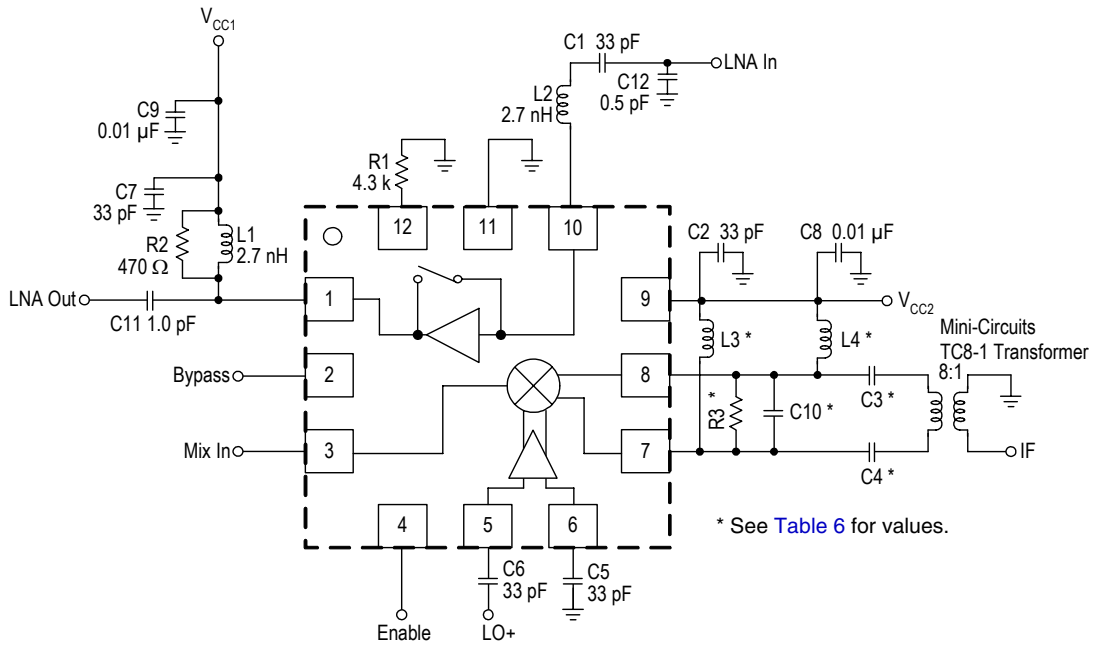 VCC1
C9
0.01 µF
C7
33 pF
R2
470 Ω
L1
2.7 nH
LNA Out
C11 1.0 pF
Bypass
Mix In
R1
4.3 k
C1 33 pF
LNA In
C12
0.5 pF
L2
2.7 nH
12
11
10
1
2
3
4
5
6
9
8
7
C2 33 pF
C8 0.01 µF
VCC2
L3 *
L4 *
Mini-Circuits
TC8-1 Transformer
8:1
R3 *
C10 *
C3 *
C4 *
IF
* See Table 6 for values.
C6
33 pF
C5
33 pF
Enable
LO+